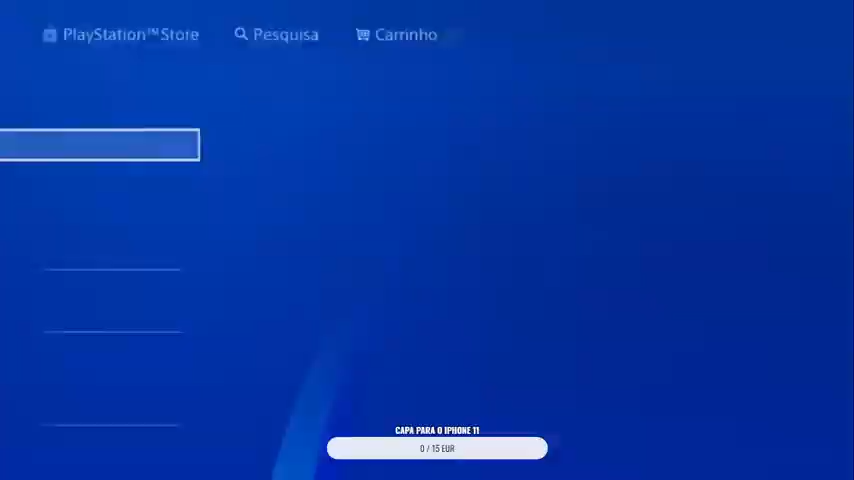 PlayStation™Store Pesquisa Carrinho
CAPA PARA O IPHONE 11
0 / 15 EUR